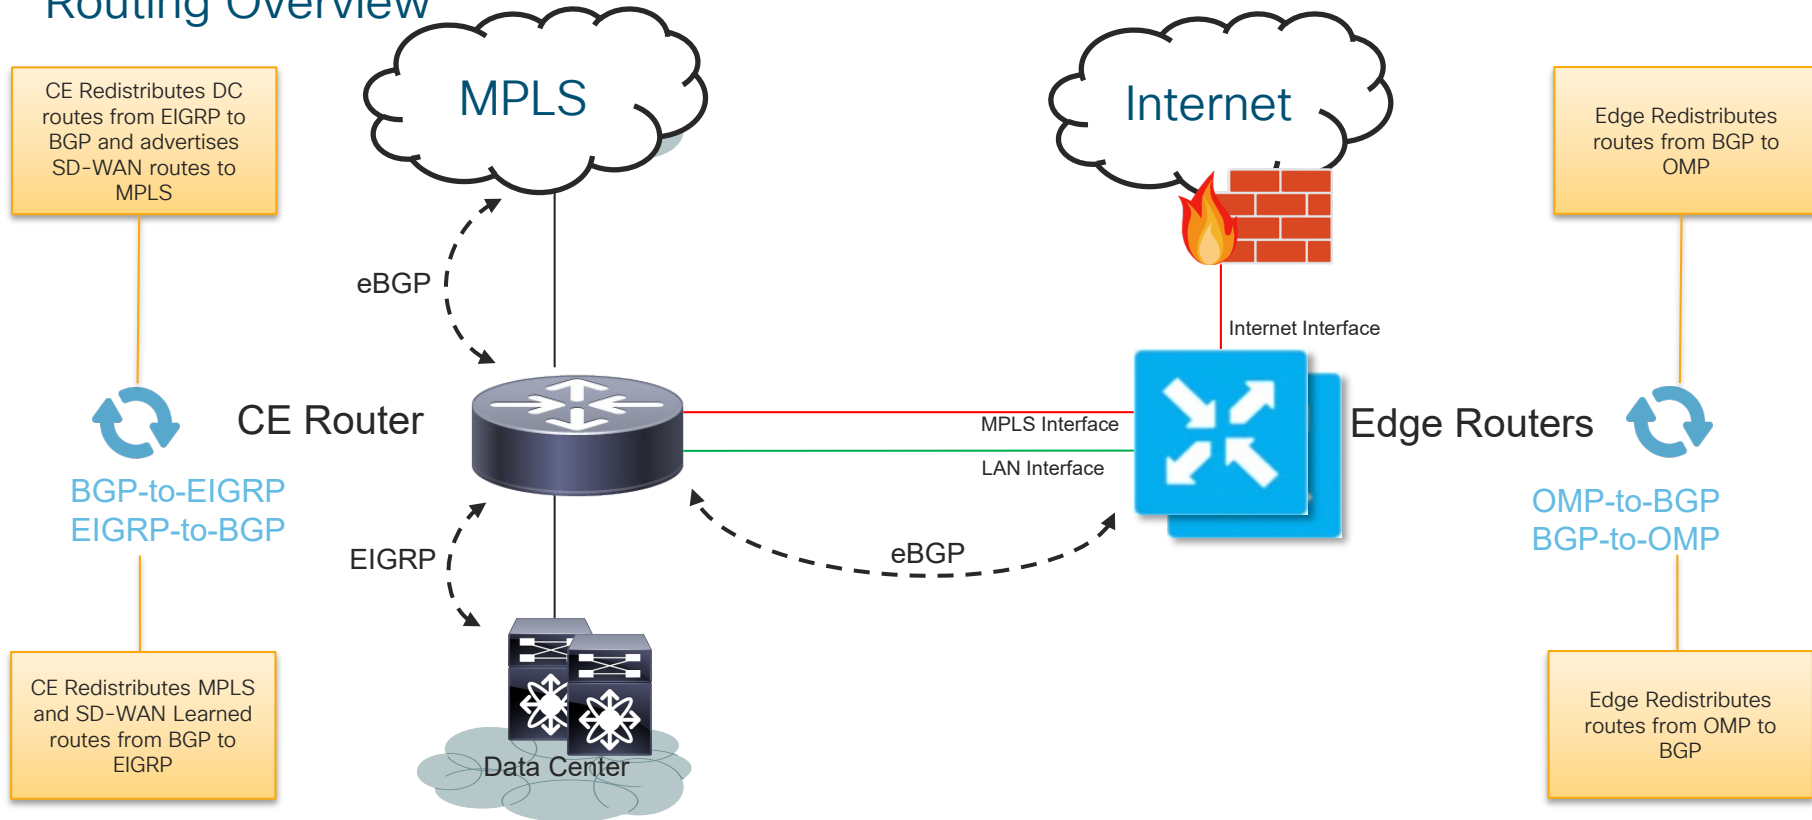 Routing Overview
CE Redistributes DC
routes from EIGRP to
BGP and advertises
SD-WAN routes to
MPLS
MPLS
Internet
Edge Redistributes
routes from BGP to
OMP
eBGP
Internet Interface
CE Router
MPLS Interface
LAN Interface
Edge Routers
BGP-to-EIGRP
EIGRP-to-BGP
OMP-to-BGP
BGP-to-OMP
EIGRP
eBGP
CE Redistributes MPLS
and SD-WAN Learned
routes from BGP to
EIGRP
Data Center
Edge Redistributes
routes from OMP to
BGP